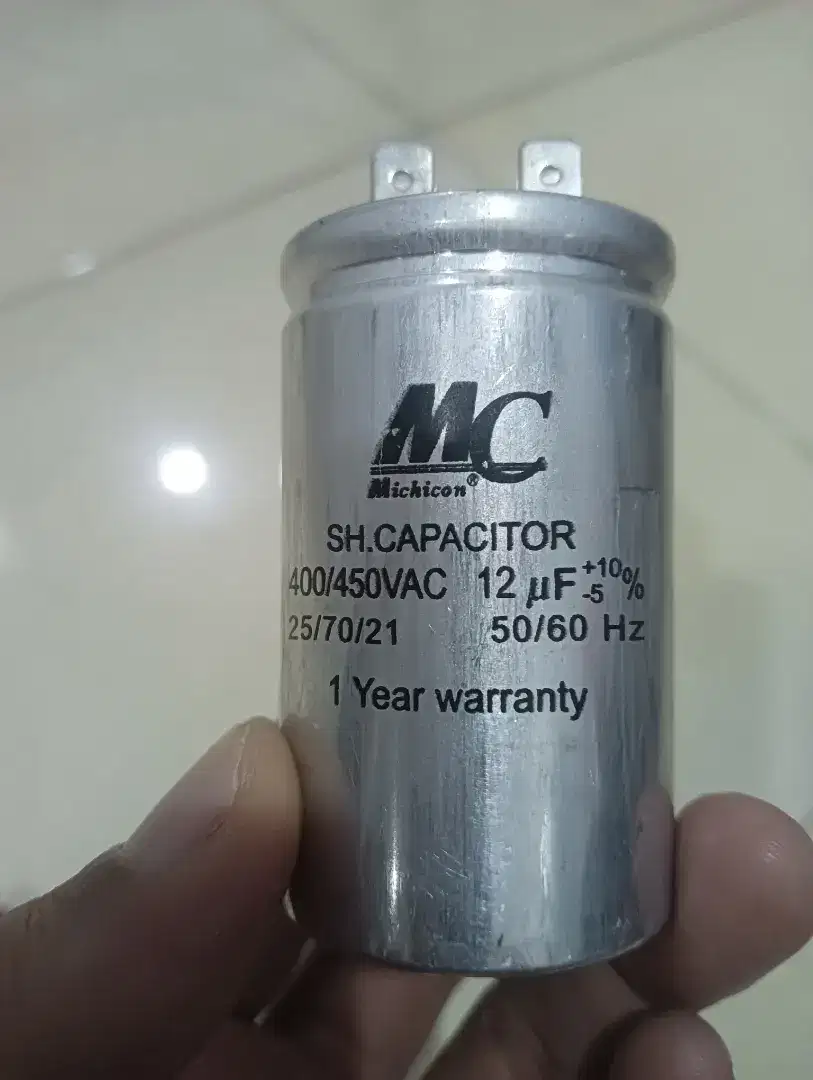 MC
Michicon®
SH.CAPACITOR
400/450VAC 12 µF +10 -5 %
25/70/21 50/60 Hz
1 Year warranty